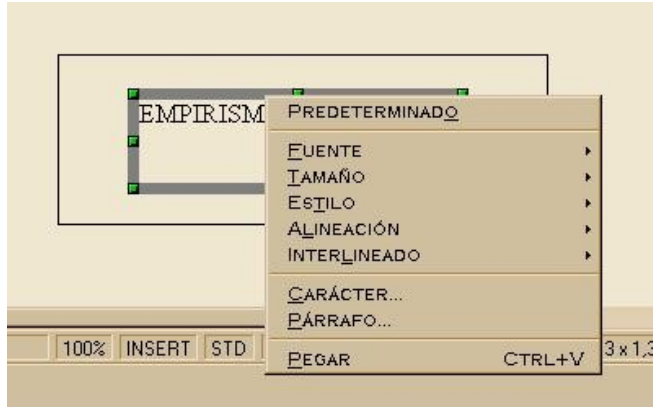 EMPIRISM
PREDETERMINADO
FUENTE
TAMAÑO
ESTILO
ALINEACIÓN
INTERLINEADO
CARÁCTER...
PÁRRAFO...
PEGAR CTRL+V
100% INSERT STD 3 x 1,3